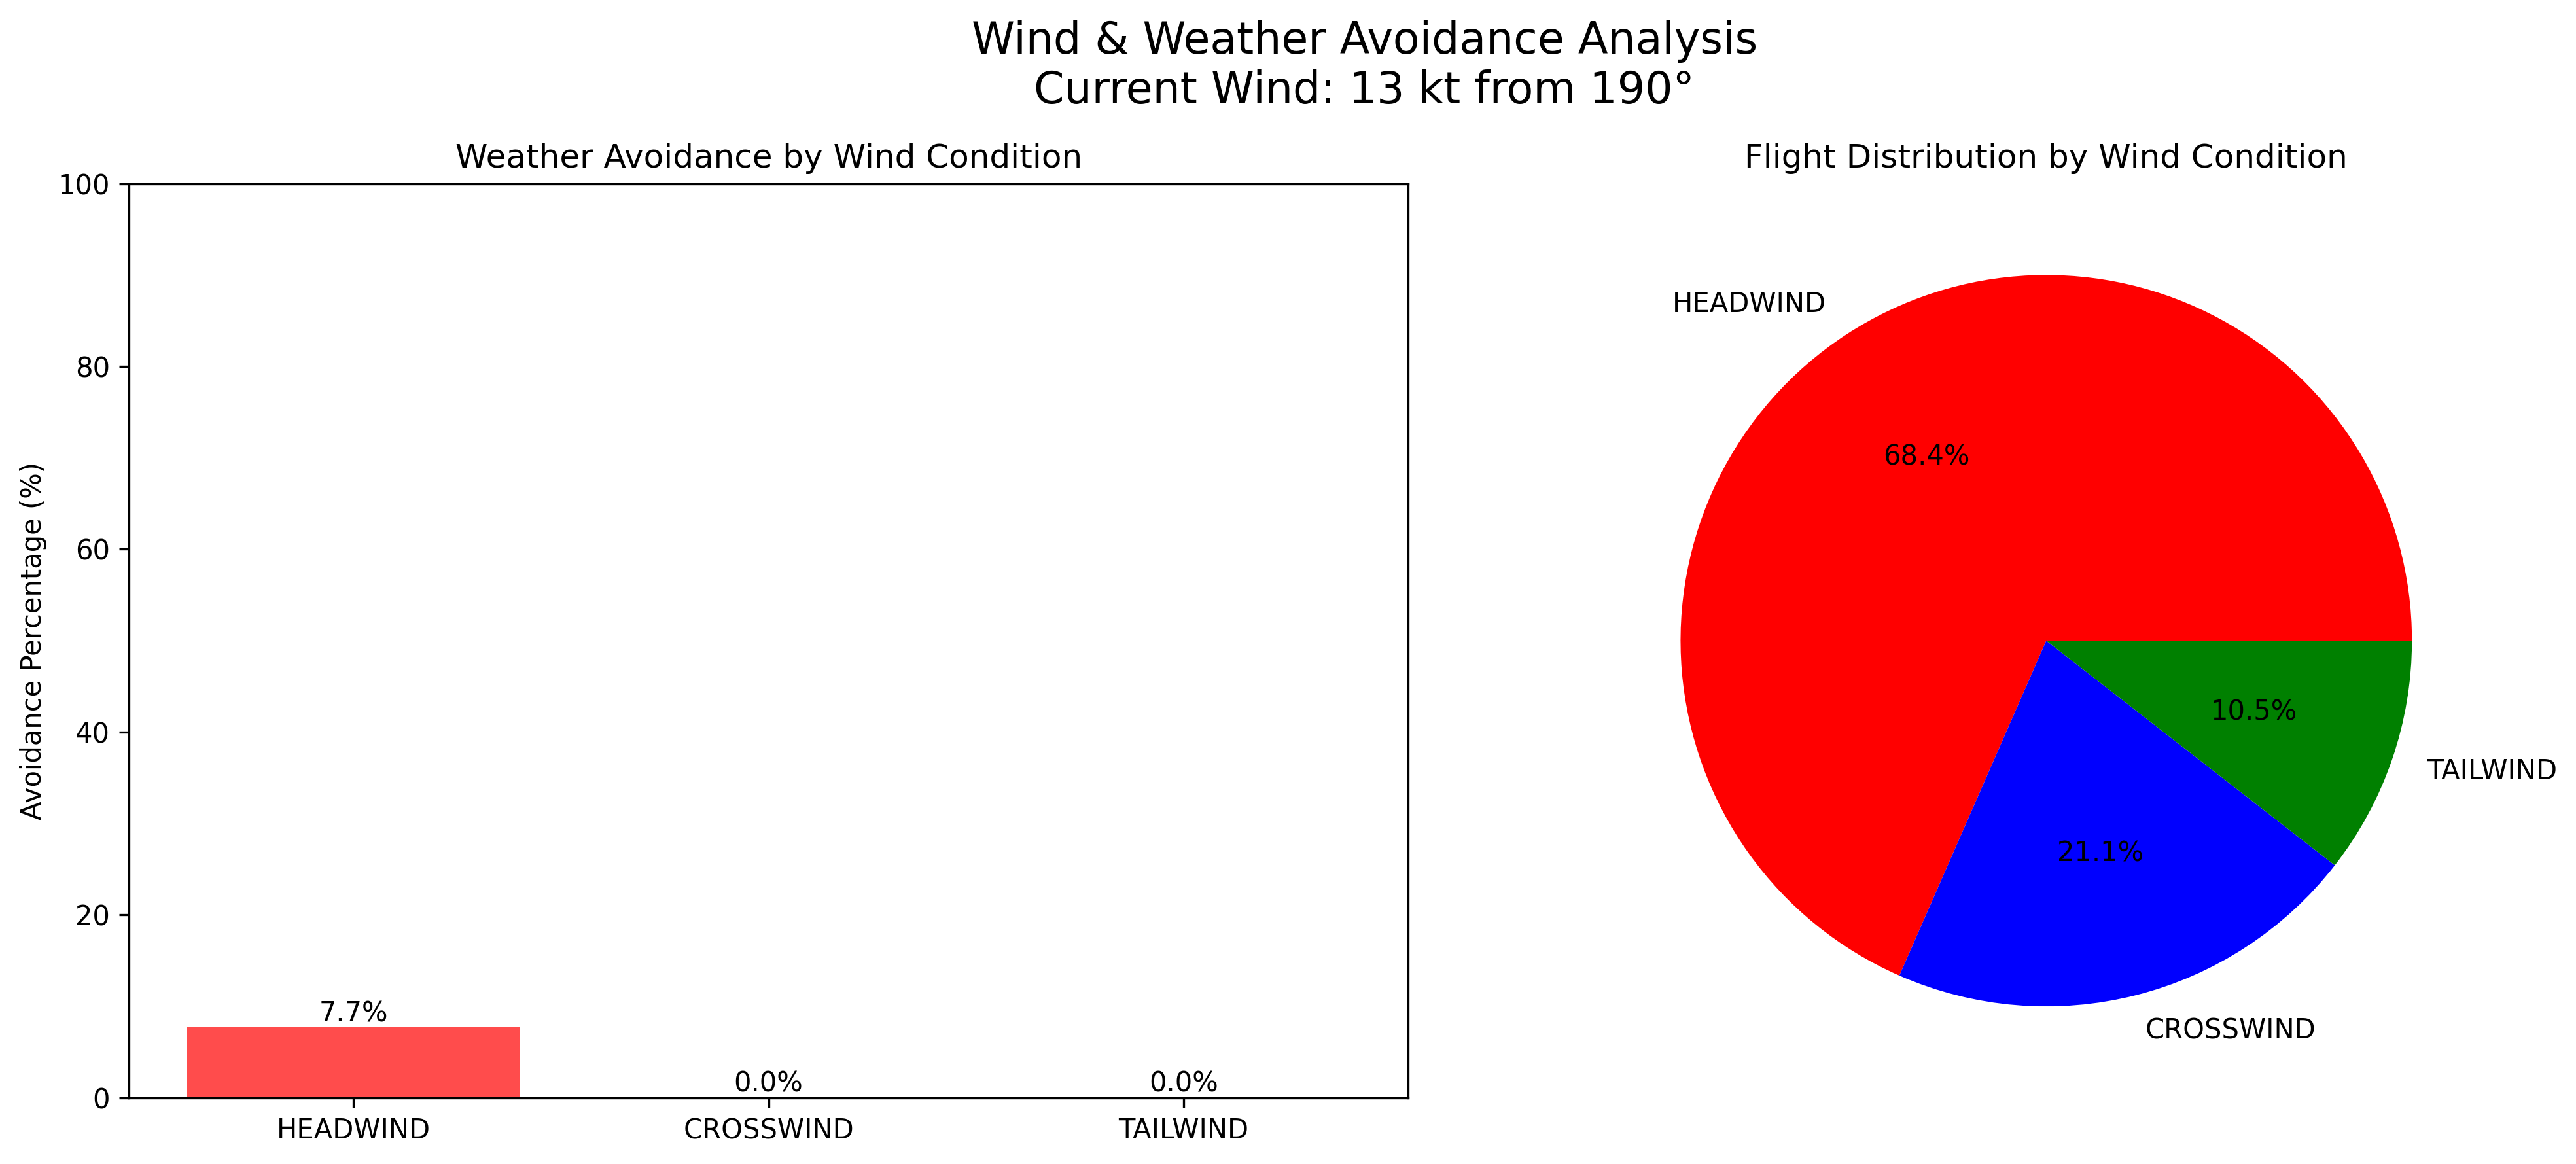 Wind & Weather Avoidance Analysis
Current Wind: 13 kt from 190°
Weather Avoidance by Wind Condition
Avoidance Percentage (%)
100
80
60
40
20
0
7.7%
0.0%
0.0%
HEADWIND
CROSSWIND
TAILWIND
Flight Distribution by Wind Condition
HEADWIND
68.4%
10.5%
TAILWIND
21.1%
CROSSWIND